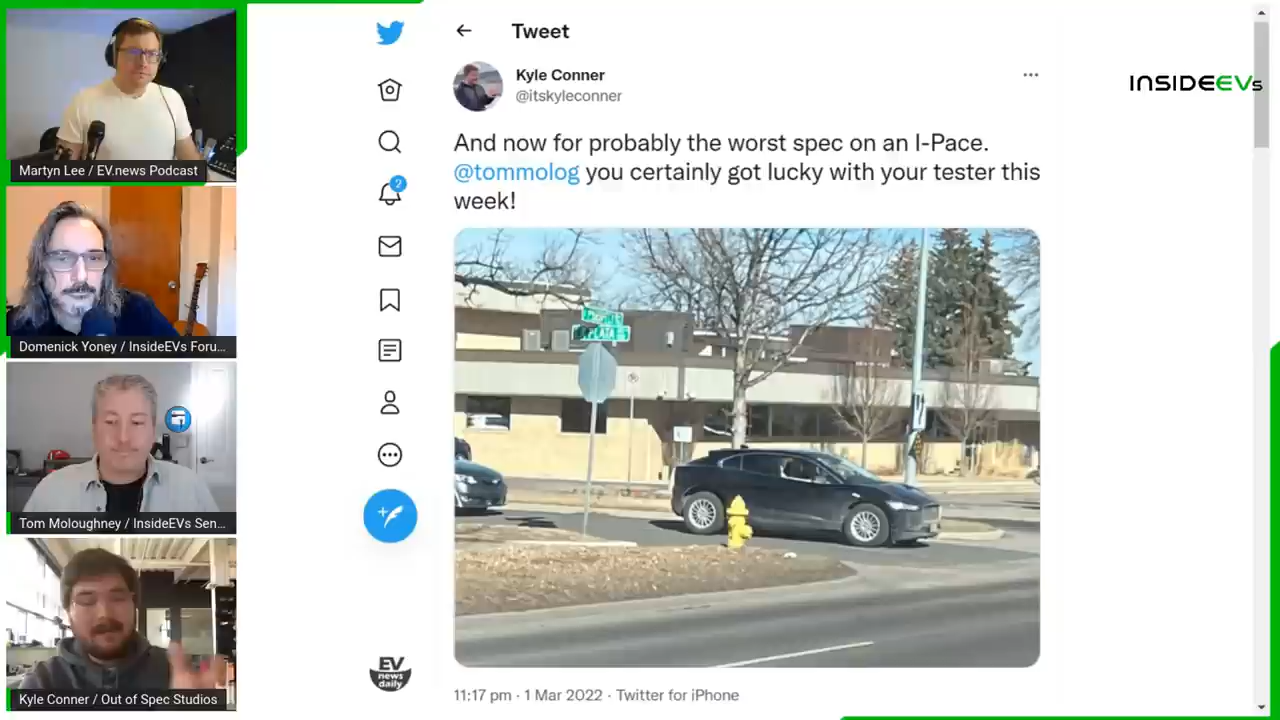 Martyn Lee / EV.news Podcast
Domenick Yoney / InsideEVs Foru...
Tom Moloughney / InsideEVs Sen...
Kyle Conner / Out of Spec Studios
2
EV
news
daily
Tweet
Kyle Conner
@itskyleconner
And now for probably the worst spec on an I-Pace.
@tommolog you certainly got lucky with your tester this
week!
11:17 pm · 1 Mar 2022 · Twitter for iPhone
INSIDEEVs